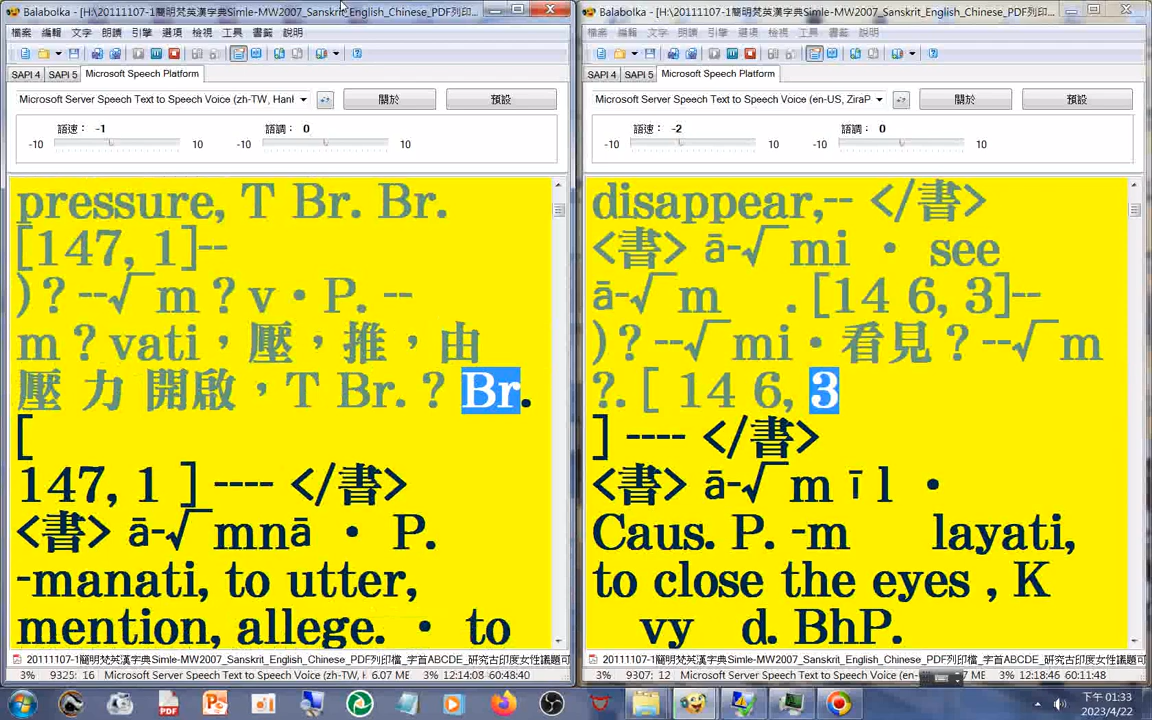 Balabolka - [H:\20111107-1簡明梵英漢字典Simle-MW2007_Sanskrit_English_Chinese_PDF列印...
檔案 編輯 文字 朗讀 引擎 選項 檢視 工具 書籤 說明
SAPI 4 SAPI 5 Microsoft Speech Platform
Microsoft Server Speech Text to Speech Voice (zh-TW, Hanl
關於 預設
語速： -1 語調： 0
-10 10 -10 10
pressure, T Br. Br.
[147, 1]--
)？--√ m？v・P. --
m？vati，壓，推，由
壓 力 開啟，T Br.？Br.
[
147, 1 ] ---- </書>
<書> ā-√mnā • P.
-manati, to utter,
mention, allege. • to
20111107-1簡明梵英漢字典Simle-MW2007_Sanskrit_English_Chinese_PDF列印檔_字首ABCDE_研究古印度女性議題可
3% 9325: 16 Microsoft Server Speech Text to Speech Voice (zh-TW, H 6.07 MB 3% 12:14:08 60:48:40
Balabolka - [H:\20111107-1簡明梵英漢字典Simle-MW2007_Sanskrit_English_Chinese_PDF列印...
檔案 編輯 文字 朗讀 引擎 選項 檢視 工具 書籤 說明
SAPI 4 SAPI 5 Microsoft Speech Platform
Microsoft Server Speech Text to Speech Voice (en-US, ZiraP
關於 預設
語速： -2 語調： 0
-10 10 -10 10
disappear,-- </書>
<書> ā-√mi • see
ā-√m . [14 6, 3]--
)？--√mi・看見？--√m
?. [ 14 6, 3
] ---- </書>
<書> ā-√m ī l •
Caus. P. -m layati,
to close the eyes , K
vy d. BhP.
20111107-1簡明梵英漢字典Simle-MW2007_Sanskrit_English_Chinese_PDF列印檔_字首ABCDE_研究古印度女性議題可
3% 9307: 12 Microsoft Server Speech Text to Speech Voice (en- 3% 12:18:46 60:11:48
下午 01:33
2023/4/22